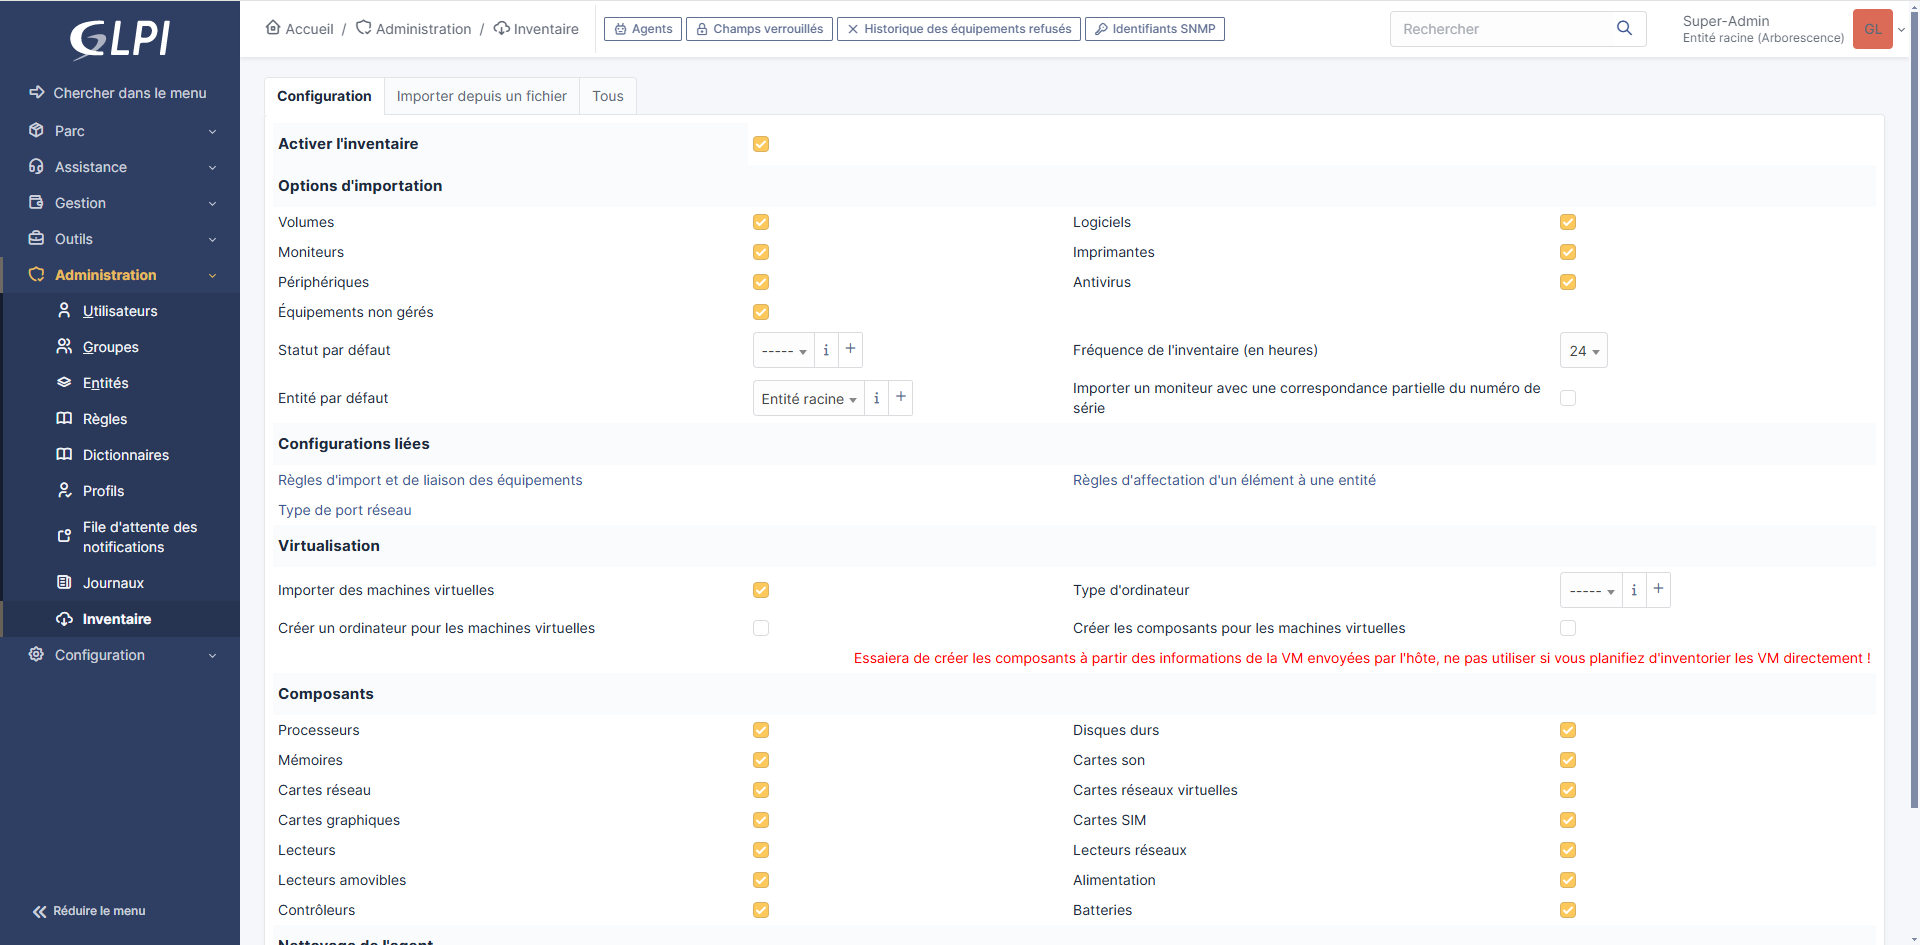 GLPI
Chercher dans le menu
Parc
Assistance
Gestion
Outils
Administration
Utilisateurs
Groupes
Entités
Règles
Dictionnaires
Profils
File d'attente des
notifications
Journaux
Inventaire
Configuration
Réduire le menu
Accueil / Administration / Inventaire
Agents
Champs verrouillés
Historique des équipements refusés
Identifiants SNMP
Rechercher
Super-Admin
Entité racine (Arborescence)
GL
Configuration
Importer depuis un fichier
Tous
Activer l'inventaire
Options d'importation
Volumes
Logiciels
Moniteurs
Imprimantes
Périphériques
Antivirus
Équipements non gérés
Statut par défaut
----- i +
Fréquence de l'inventaire (en heures)
24
Entité par défaut
Entité racine i +
Importer un moniteur avec une correspondance partielle du numéro de
série
Configurations liées
Règles d'import et de liaison des équipements
Règles d'affectation d'un élément à une entité
Type de port réseau
Virtualisation
Importer des machines virtuelles
Type d'ordinateur
----- i +
Créer un ordinateur pour les machines virtuelles
Créer les composants pour les machines virtuelles
Essaiera de créer les composants à partir des informations de la VM envoyées par l'hôte, ne pas utiliser si vous planifiez d'inventorier les VM directement !
Composants
Processeurs
Disques durs
Mémoires
Cartes son
Cartes réseau
Cartes réseaux virtuelles
Cartes graphiques
Cartes SIM
Lecteurs
Lecteurs réseaux
Lecteurs amovibles
Alimentation
Contrôleurs
Batteries
Nettoyage de l'agent